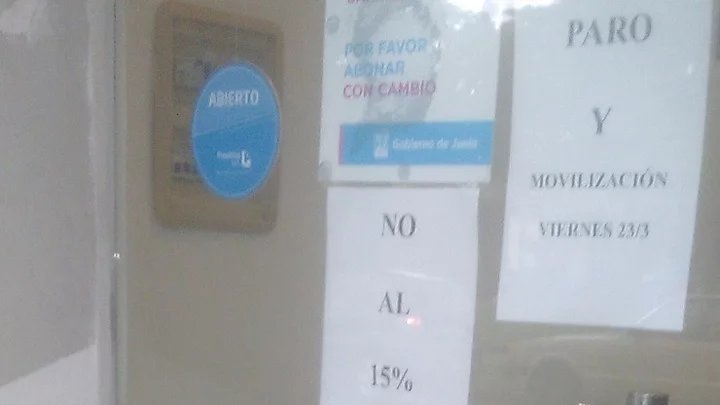 ABIERTO
POR FAVOR
ABONAR
CON CAMBIO
Gobierno de Junín
NO
AL
15%
PARO
Y
MOVILIZACIÓN
VIERNES 23/3